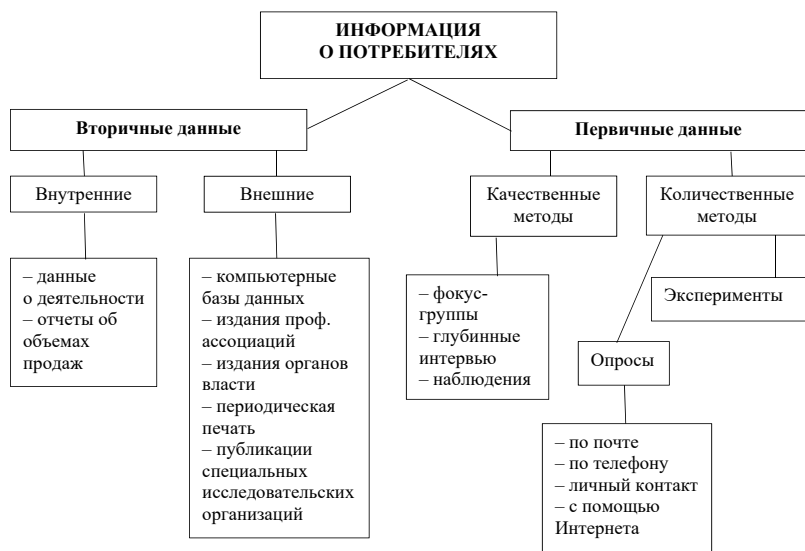 ИНФОРМАЦИЯ
О ПОТРЕБИТЕЛЯХ
Вторичные данные
Первичные данные
Внутренние
Внешние
Качественные
методы
Количественные
методы
– данные
о деятельности
– отчеты об
объемах
продаж
– компьютерные
базы данных
– издания проф.
ассоциаций
– издания органов
власти
– периодическая
печать
– публикации
специальных
исследовательских
организаций
– фокус-
группы
– глубинные
интервью
– наблюдения
Эксперименты
Опросы
– по почте
– по телефону
– личный контакт
– с помощью
Интернета